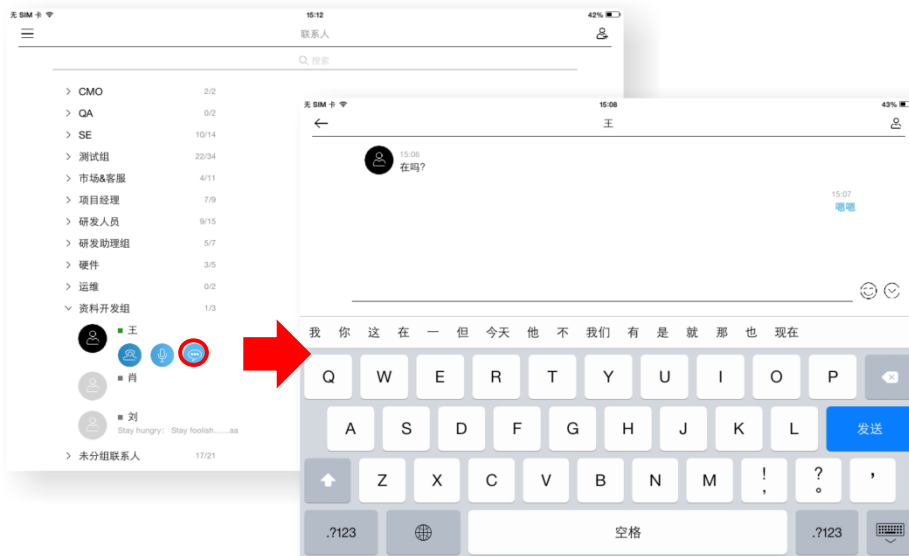 无 SIM 卡 15:12 42%
联系人
搜索
CMO 2/2
QA 0/2
SE 10/14
测试组 22/34
市场&客服 4/11
项目经理 7/9
研发人员 9/15
研发助理组 5/7
硬件 3/5
运维 0/2
资料开发组 1/3
王
肖
刘
Stay hungry; Stay foolish......aa
未分组联系人 17/21
无 SIM 卡 15:08 43%
王
15:06
在吗?
15:07
嗯嗯
我 你 这 在 一 但 今天 他 不 我们 有 是 就 那 也 现在
Q W E R T Y U I O P
A S D F G H J K L 发送
Z X C V B N M ! , ? 。 ’
.?123 空格 .?123